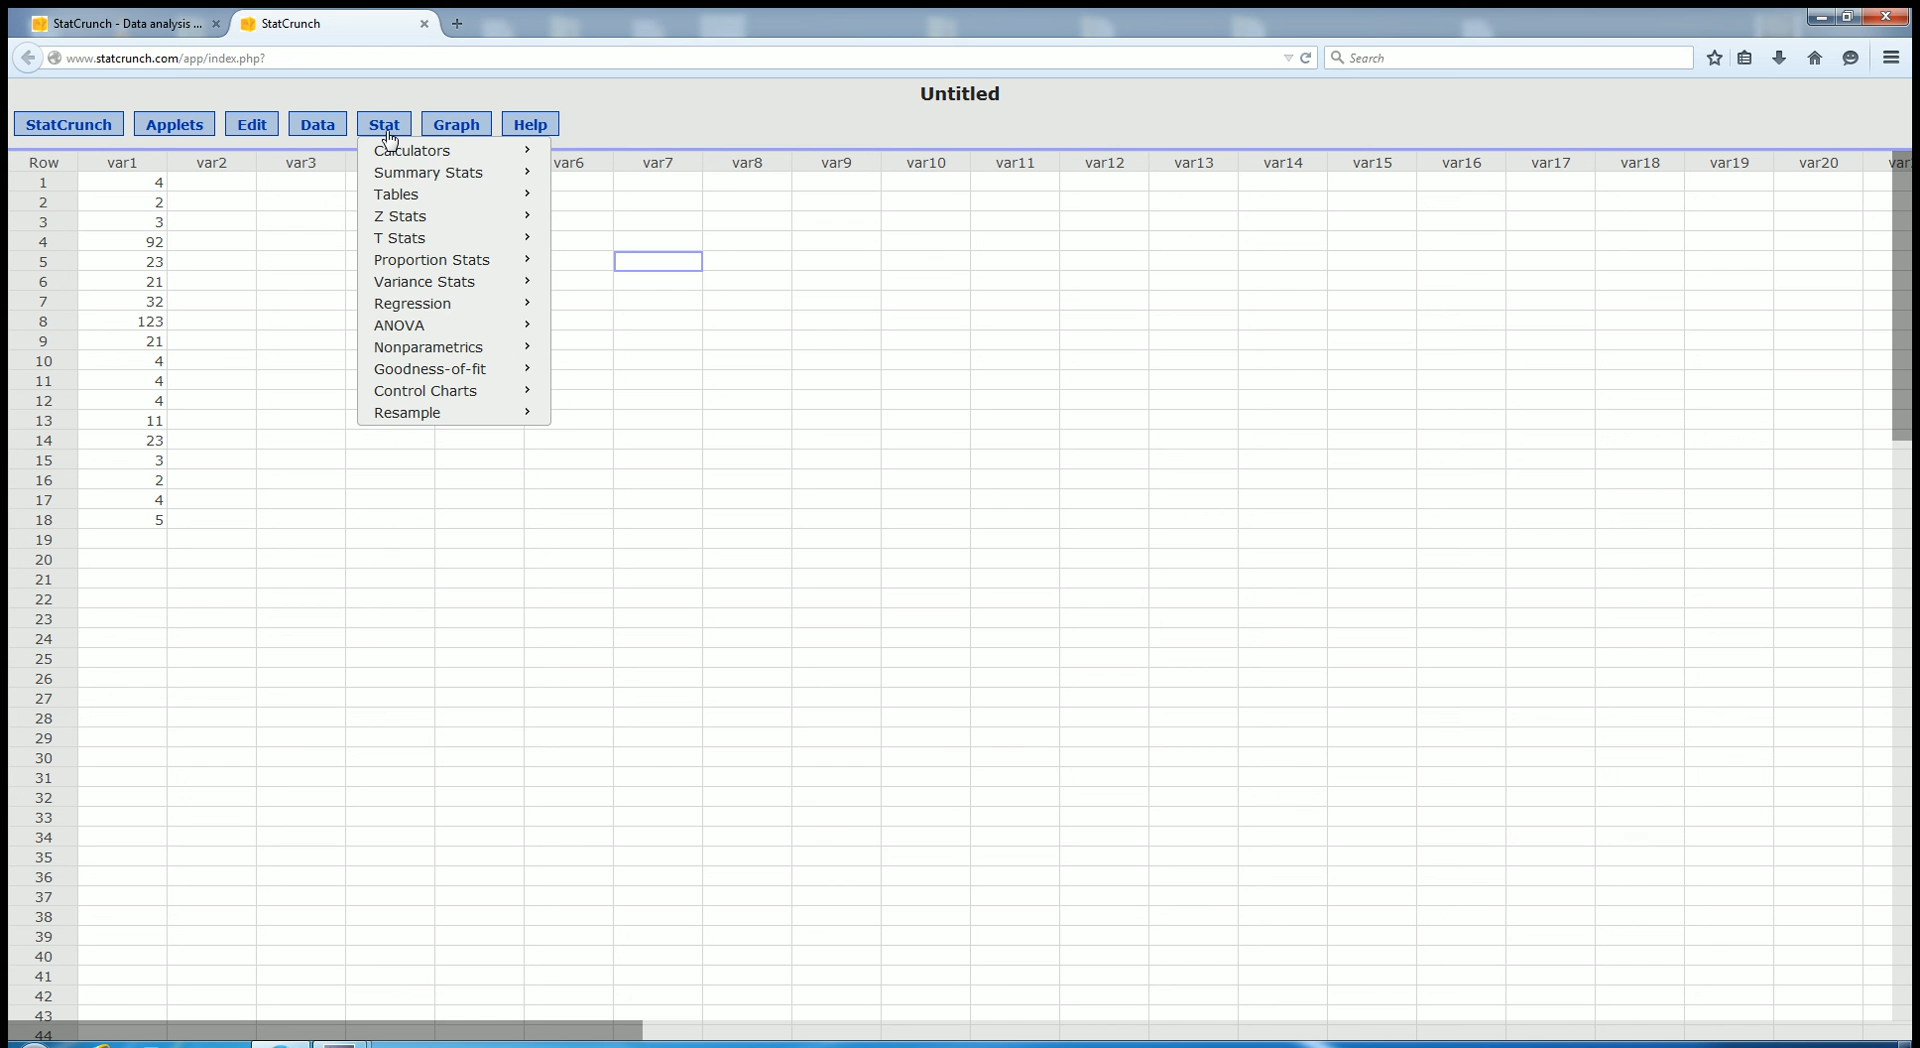 StatCrunch - Data analysis ...
StatCrunch
www.statcrunch.com/app/index.php?
Search
Untitled
StatCrunch Applets Edit Data Stat Graph Help
Calculators
Summary Stats
Tables
Z Stats
T Stats
Proportion Stats
Variance Stats
Regression
ANOVA
Nonparametrics
Goodness-of-fit
Control Charts
Resample
Row var1 var2 var3 var6 var7 var8 var9 var10 var11 var12 var13 var14 var15 var16 var17 var18 var19 var20
1 4
2 2
3 3
4 92
5 23
6 21
7 32
8 123
9 21
10 4
11 4
12 4
13 11
14 23
15 3
16 2
17 4
18 5
19
20
21
22
23
24
25
26
27
28
29
30
31
32
33
34
35
36
37
38
39
40
41
42
43
44